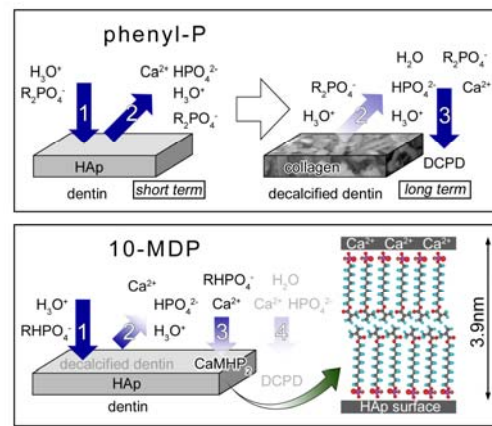 phenyl-P
H₃O⁺
R₂PO₄⁻
1
2
Ca²⁺ HPO₄²⁻
H₃O⁺
R₂PO₄⁻
HAp
dentin
short term
R₂PO₄⁻
H₃O⁺
2
H₂O R₂PO₄⁻
HPO₄²⁻ Ca²⁺
H₃O⁺
3
DCPD
collagen
decalcified dentin
long term
10-MDP
H₃O⁺
RHPO₄⁻
1
Ca²⁺
2
HPO₄²⁻
H₃O⁺
RHPO₄⁻
Ca²⁺
3
CaMHP₂
H₂O
Ca²⁺ HPO₄²⁻
4
DCPD
decalcified dentin
HAp
dentin
Ca²⁺ Ca²⁺ Ca²⁺
HAp surface
3.9nm